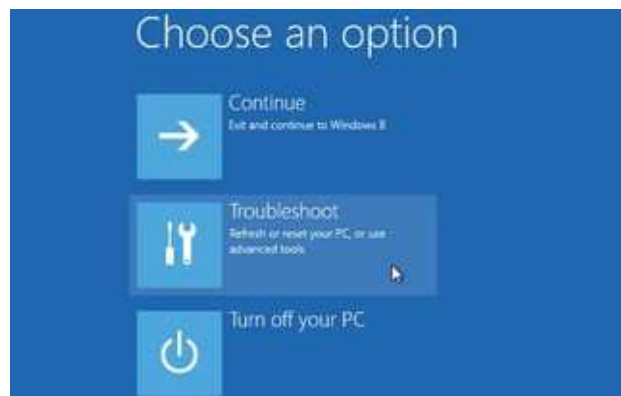 Choose an option
Continue
Exit and continue to Windows 8
Troubleshoot
Refresh or reset your PC, or use
advanced tools
Turn off your PC